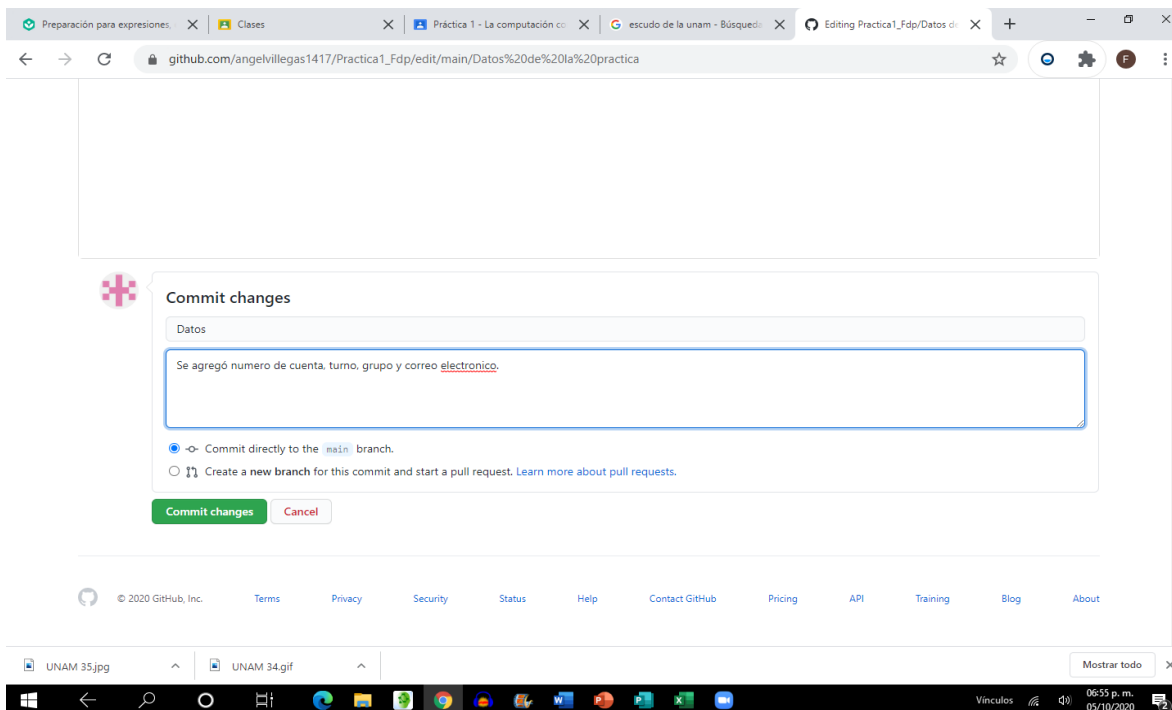 Preparación para expresiones,
Clases
Práctica 1 - La computación co
escudo de la unam - Búsqueda
Editing Practica1_Fdp/Datos de
github.com/angelvillegas1417/Practica1_Fdp/edit/main/Datos%20de%20la%20practica
F
Commit changes
Datos
Se agregó numero de cuenta, turno, grupo y correo electronico.
Commit directly to the main branch.
Create a new branch for this commit and start a pull request. Learn more about pull requests.
Commit changes
Cancel
© 2020 GitHub, Inc.
Terms
Privacy
Security
Status
Help
Contact GitHub
Pricing
API
Training
Blog
About
UNAM 35.jpg
UNAM 34.gif
Mostrar todo
Vínculos
06:55 p. m.
05/10/2020
2